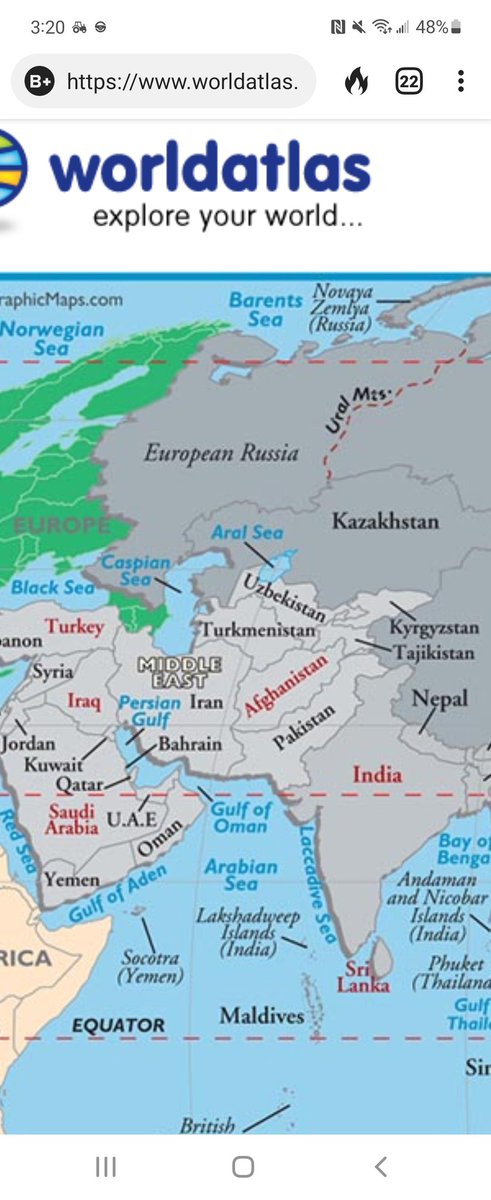 3:20
48%
B+ https://www.worldatlas.
22
worldatlas
explore your world...
raphicMaps.com
Barents
Sea
Novaya
Zemlya
(Russia)
Norwegian
Sea
Ural Mts.
European Russia
EUROPE
Kazakhstan
Aral Sea
Caspian
Sea
Black Sea
Uzbekistan
Turkey
Turkmenistan
Kyrgyzstan
Tajikistan
banon
Syria
MIDDLE
EAST
Afghanistan
Iraq
Persian
Gulf
Iran
Nepal
Pakistan
Jordan
Kuwait
Bahrain
Qatar
India
Saudi
Arabia
U.A.E
Oman
Gulf of
Oman
Red Sea
Laccadive Sea
Bay of
Benga
Yemen
Gulf of Aden
Arabian
Sea
Andaman
and Nicobar
Islands
(India)
Lakshadweep
Islands
(India)
RICA
Socotra
(Yemen)
Sri
Lanka
Phuket
(Thailand
Gulf
Thail
EQUATOR
Maldives
Sin
British